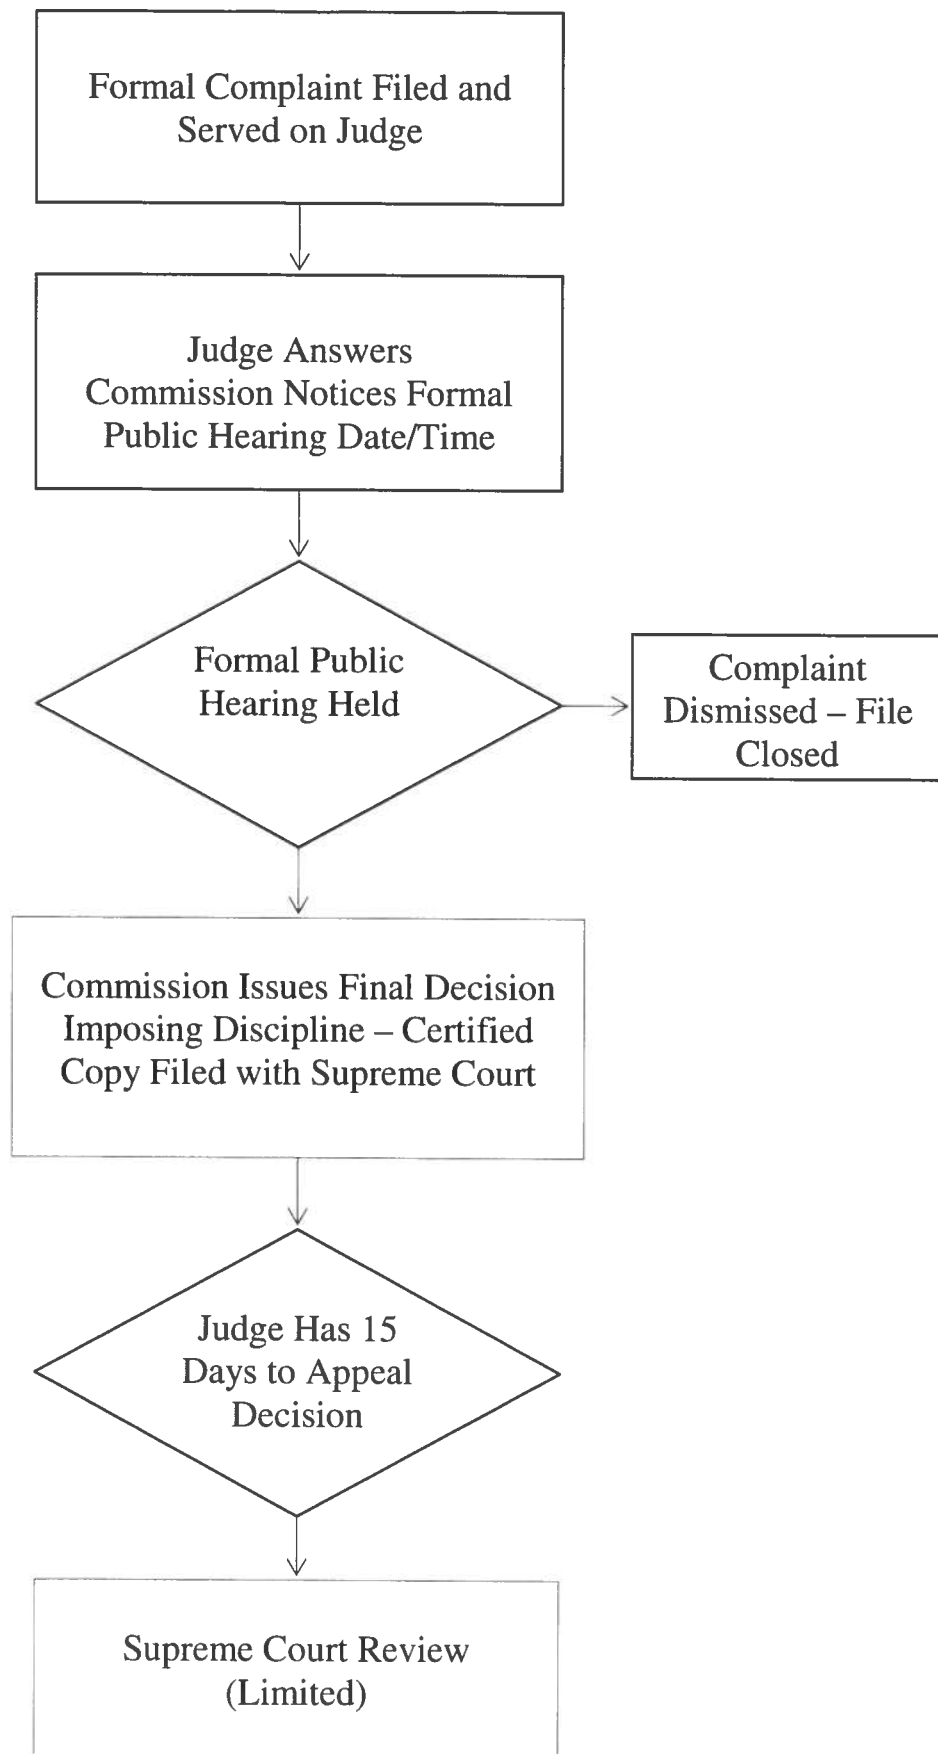 Formal Complaint Filed and
Served on Judge
Judge Answers
Commission Notices Formal
Public Hearing Date/Time
Formal Public
Hearing Held
Complaint
Dismissed – File
Closed
Commission Issues Final Decision
Imposing Discipline – Certified
Copy Filed with Supreme Court
Judge Has 15
Days to Appeal
Decision
Supreme Court Review
(Limited)